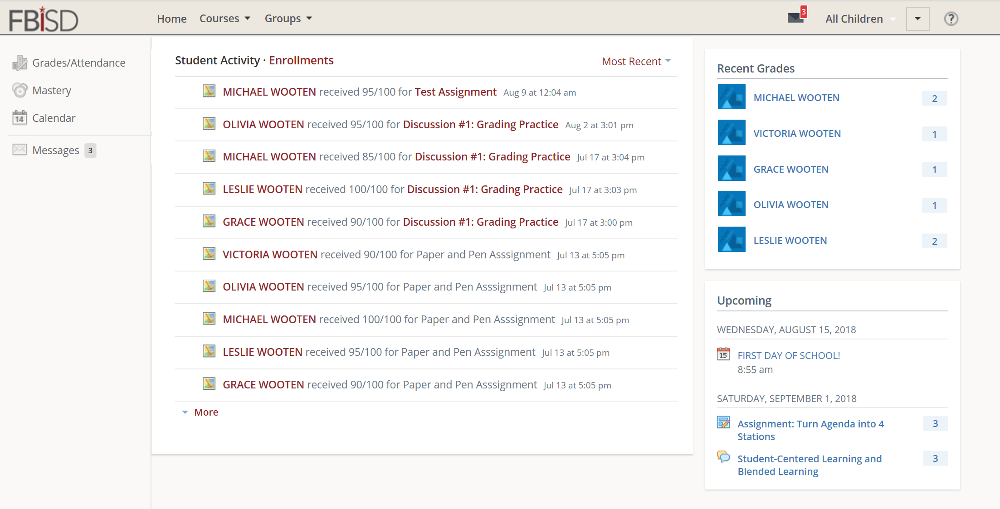 FBISD
Home Courses Groups
3
All Children
?
Grades/Attendance
Mastery
14 Calendar
Messages 3
Student Activity · Enrollments
Most Recent
MICHAEL WOOTEN received 95/100 for Test Assignment Aug 9 at 12:04 am
OLIVIA WOOTEN received 95/100 for Discussion #1: Grading Practice Aug 2 at 3:01 pm
MICHAEL WOOTEN received 85/100 for Discussion #1: Grading Practice Jul 17 at 3:04 pm
LESLIE WOOTEN received 100/100 for Discussion #1: Grading Practice Jul 17 at 3:03 pm
GRACE WOOTEN received 90/100 for Discussion #1: Grading Practice Jul 17 at 3:00 pm
VICTORIA WOOTEN received 90/100 for Paper and Pen Asssignment Jul 13 at 5:05 pm
OLIVIA WOOTEN received 95/100 for Paper and Pen Asssignment Jul 13 at 5:05 pm
MICHAEL WOOTEN received 100/100 for Paper and Pen Asssignment Jul 13 at 5:05 pm
LESLIE WOOTEN received 95/100 for Paper and Pen Asssignment Jul 13 at 5:05 pm
GRACE WOOTEN received 90/100 for Paper and Pen Asssignment Jul 13 at 5:05 pm
More
Recent Grades
MICHAEL WOOTEN 2
VICTORIA WOOTEN 1
GRACE WOOTEN 1
OLIVIA WOOTEN 1
LESLIE WOOTEN 2
Upcoming
WEDNESDAY, AUGUST 15, 2018
15 FIRST DAY OF SCHOOL!
8:55 am
SATURDAY, SEPTEMBER 1, 2018
Assignment: Turn Agenda into 4 3
Stations
Student-Centered Learning and 3
Blended Learning